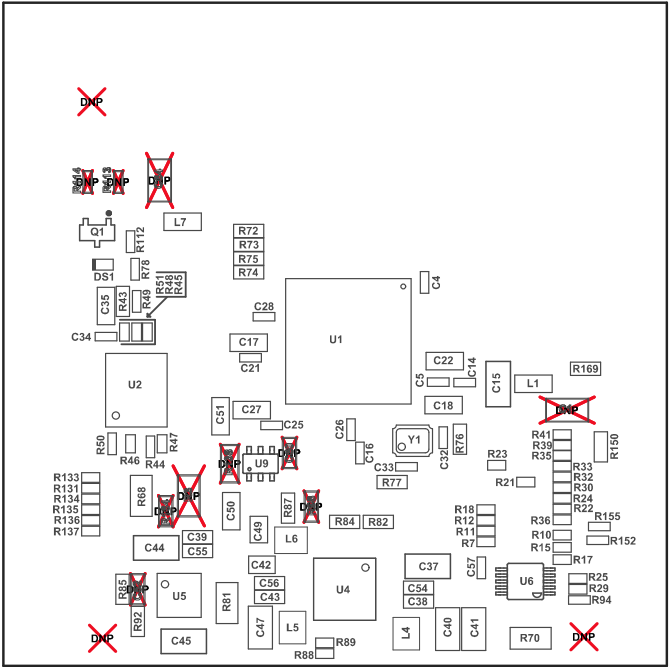 DNP
R414 DNP R413 DNP DNP
L7
Q1
R112
R72
R73
R75
R74
DS1
R78
C4
R51
R48
R45
C35
R43
R49
C28
C34
C17
U1
C21
C22
U2
C5
C14
C15
L1
R169
C51
C27
C18
C25
C26
C16
Y1
C32
R76
R41
R39
R35
R150
R50
R46
R44
R47
DNP
U9
DNP
DNP
C33
R23
R33
R32
R30
R24
R22
R133
R131
R134
R135
R136
R137
R68
DNP
DNP
C50
R87
DNP
R77
R21
R18
R12
R11
R7
R36
R155
R10
R152
R15
R17
C49
R84
R82
C39
C55
C44
L6
C42
C37
C57
R85
DNP
U5
R81
C56
C43
U4
C54
C38
U6
R25
R29
R94
R92
DNP
C45
C47
L5
R89
R88
L4
C40
C41
R70
DNP